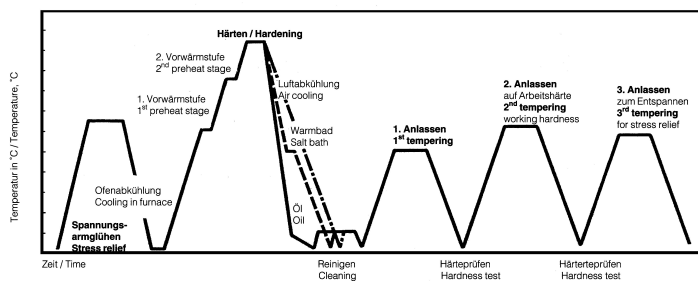 Temperatur in °C / Temperature, °C
Härten / Hardening
2. Vorwärmstufe
2nd preheat stage
1. Vorwärmstufe
1st preheat stage
Luftabkühlung
Air cooling
Warmbad
Salt bath
Öl
Oil
Ofenabkühlung
Cooling in furnace
Spannungs-
armglühen
Stress relief
1. Anlassen
1st tempering
2. Anlassen
auf Arbeitshärte
2nd tempering
working hardness
3. Anlassen
zum Entspannen
3rd tempering
for stress relief
Zeit / Time
Reinigen
Cleaning
Härteprüfen
Hardness test
Härterteprüfen
Hardness test